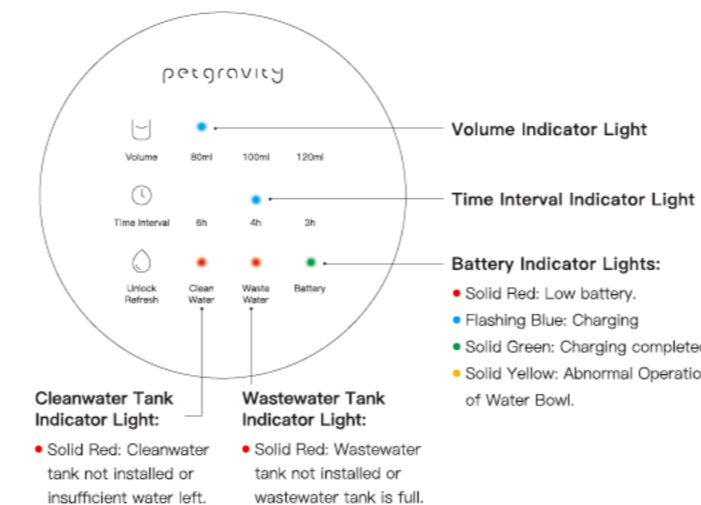 petgravity
Volume Indicator Light
Volume 80ml 100ml 120ml
Time Interval Indicator Light
Time Interval 6h 4h 3h
Battery Indicator Lights:
Unlock Refresh
Clean Water
Waste Water
Battery
Solid Red: Low battery.
Flashing Blue: Charging
Solid Green: Charging complete
Solid Yellow: Abnormal Operatio
of Water Bowl.
Cleanwater Tank
Indicator Light:
Solid Red: Cleanwater
tank not installed or
insufficient water left.
Wastewater Tank
Indicator Light:
Solid Red: Wastewater
tank not installed or
wastewater tank is full.